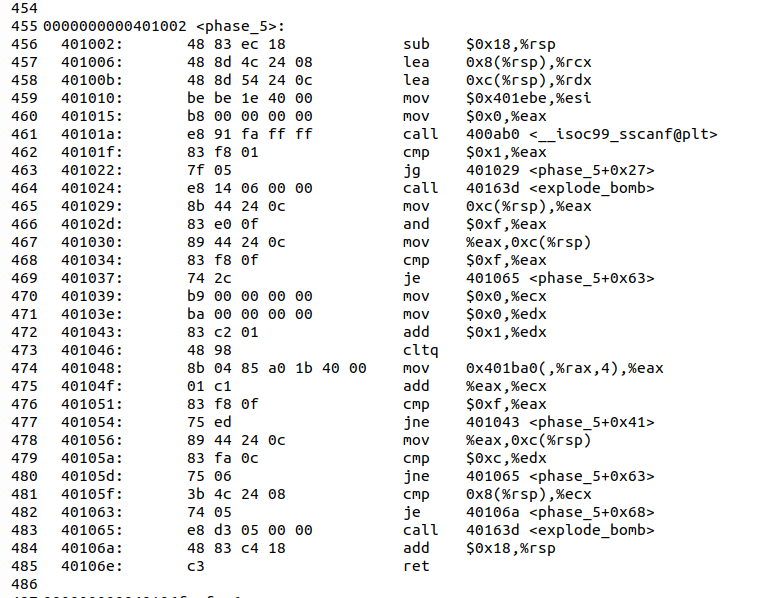 454
455 0000000000401002 <phase_5>:
456 401002: 48 83 ec 18 sub $0x18,%rsp
457 401006: 48 8d 4c 24 08 lea 0x8(%rsp),%rcx
458 40100b: 48 8d 54 24 0c lea 0xc(%rsp),%rdx
459 401010: be be 1e 40 00 mov $0x401ebe,%esi
460 401015: b8 00 00 00 00 mov $0x0,%eax
461 40101a: e8 91 fa ff ff call 400ab0 <__isoc99_sscanf@plt>
462 40101f: 83 f8 01 cmp $0x1,%eax
463 401022: 7f 05 jg 401029 <phase_5+0x27>
464 401024: e8 14 06 00 00 call 40163d <explode_bomb>
465 401029: 8b 44 24 0c mov 0xc(%rsp),%eax
466 40102d: 83 e0 0f and $0xf,%eax
467 401030: 89 44 24 0c mov %eax,0xc(%rsp)
468 401034: 83 f8 0f cmp $0xf,%eax
469 401037: 74 2c je 401065 <phase_5+0x63>
470 401039: b9 00 00 00 00 mov $0x0,%ecx
471 40103e: ba 00 00 00 00 mov $0x0,%edx
472 401043: 83 c2 01 add $0x1,%edx
473 401046: 48 98 cltq
474 401048: 8b 04 85 a0 1b 40 00 mov 0x401ba0(,%rax,4),%eax
475 40104f: 01 c1 add %eax,%ecx
476 401051: 83 f8 0f cmp $0xf,%eax
477 401054: 75 ed jne 401043 <phase_5+0x41>
478 401056: 89 44 24 0c mov %eax,0xc(%rsp)
479 40105a: 83 fa 0c cmp $0xc,%edx
480 40105d: 75 06 jne 401065 <phase_5+0x63>
481 40105f: 3b 4c 24 08 cmp 0x8(%rsp),%ecx
482 401063: 74 05 je 40106a <phase_5+0x68>
483 401065: e8 d3 05 00 00 call 40163d <explode_bomb>
484 40106a: 48 83 c4 18 add $0x18,%rsp
485 40106e: c3 ret
486